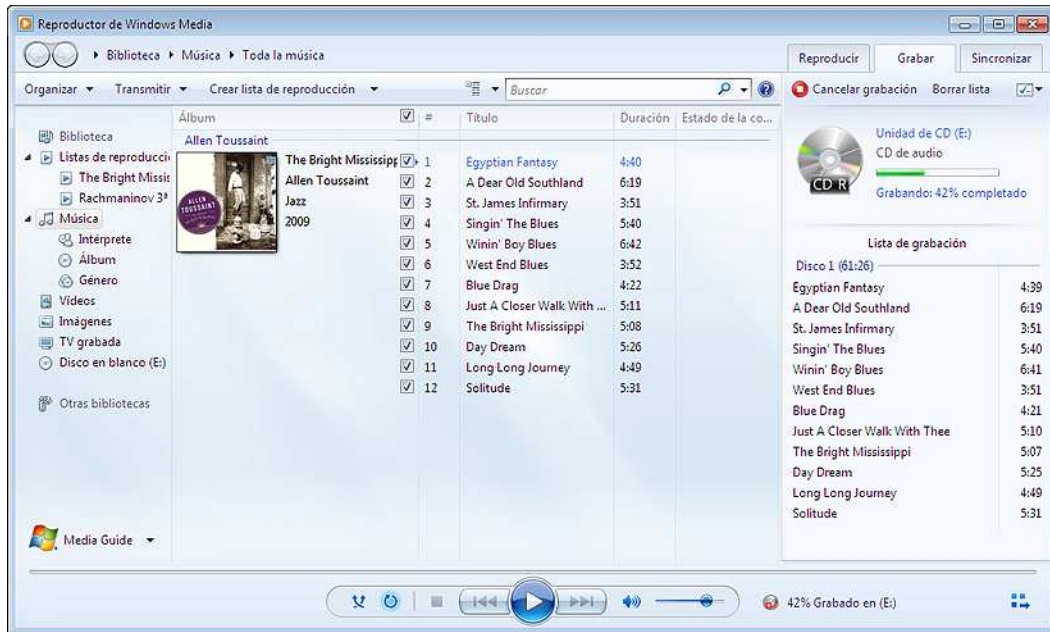 Reproductor de Windows Media
Biblioteca Música Toda la música
Reproducir Grabar Sincronizar
Organizar Transmitir Crear lista de reproducción Buscar
Cancelar grabación Borrar lista
Álbum # Título Duración Estado de la co...
Biblioteca
Listas de reproducci
The Bright Missis
Rachmaninov 3ª
Música
Intérprete
Álbum
Género
Vídeos
Imágenes
TV grabada
Disco en blanco (E:)
Otras bibliotecas
Media Guide
Allen Toussaint
ALLEN
TOUSSAINT
The Bright Mississipp
Allen Toussaint
Jazz
2009
1 Egyptian Fantasy 4:40
2 A Dear Old Southland 6:19
3 St. James Infirmary 3:51
4 Singin' The Blues 5:40
5 Winin' Boy Blues 6:42
6 West End Blues 3:52
7 Blue Drag 4:22
8 Just A Closer Walk With ... 5:11
9 The Bright Mississippi 5:08
10 Day Dream 5:26
11 Long Long Journey 4:49
12 Solitude 5:31
CD R
Unidad de CD (E:)
CD de audio
Grabando: 42% completado
Lista de grabación
Disco 1 (61:26)
Egyptian Fantasy 4:39
A Dear Old Southland 6:19
St. James Infirmary 3:51
Singin' The Blues 5:40
Winin' Boy Blues 6:41
West End Blues 3:51
Blue Drag 4:21
Just A Closer Walk With Thee 5:10
The Bright Mississippi 5:07
Day Dream 5:25
Long Long Journey 4:49
Solitude 5:31
42% Grabado en (E:)